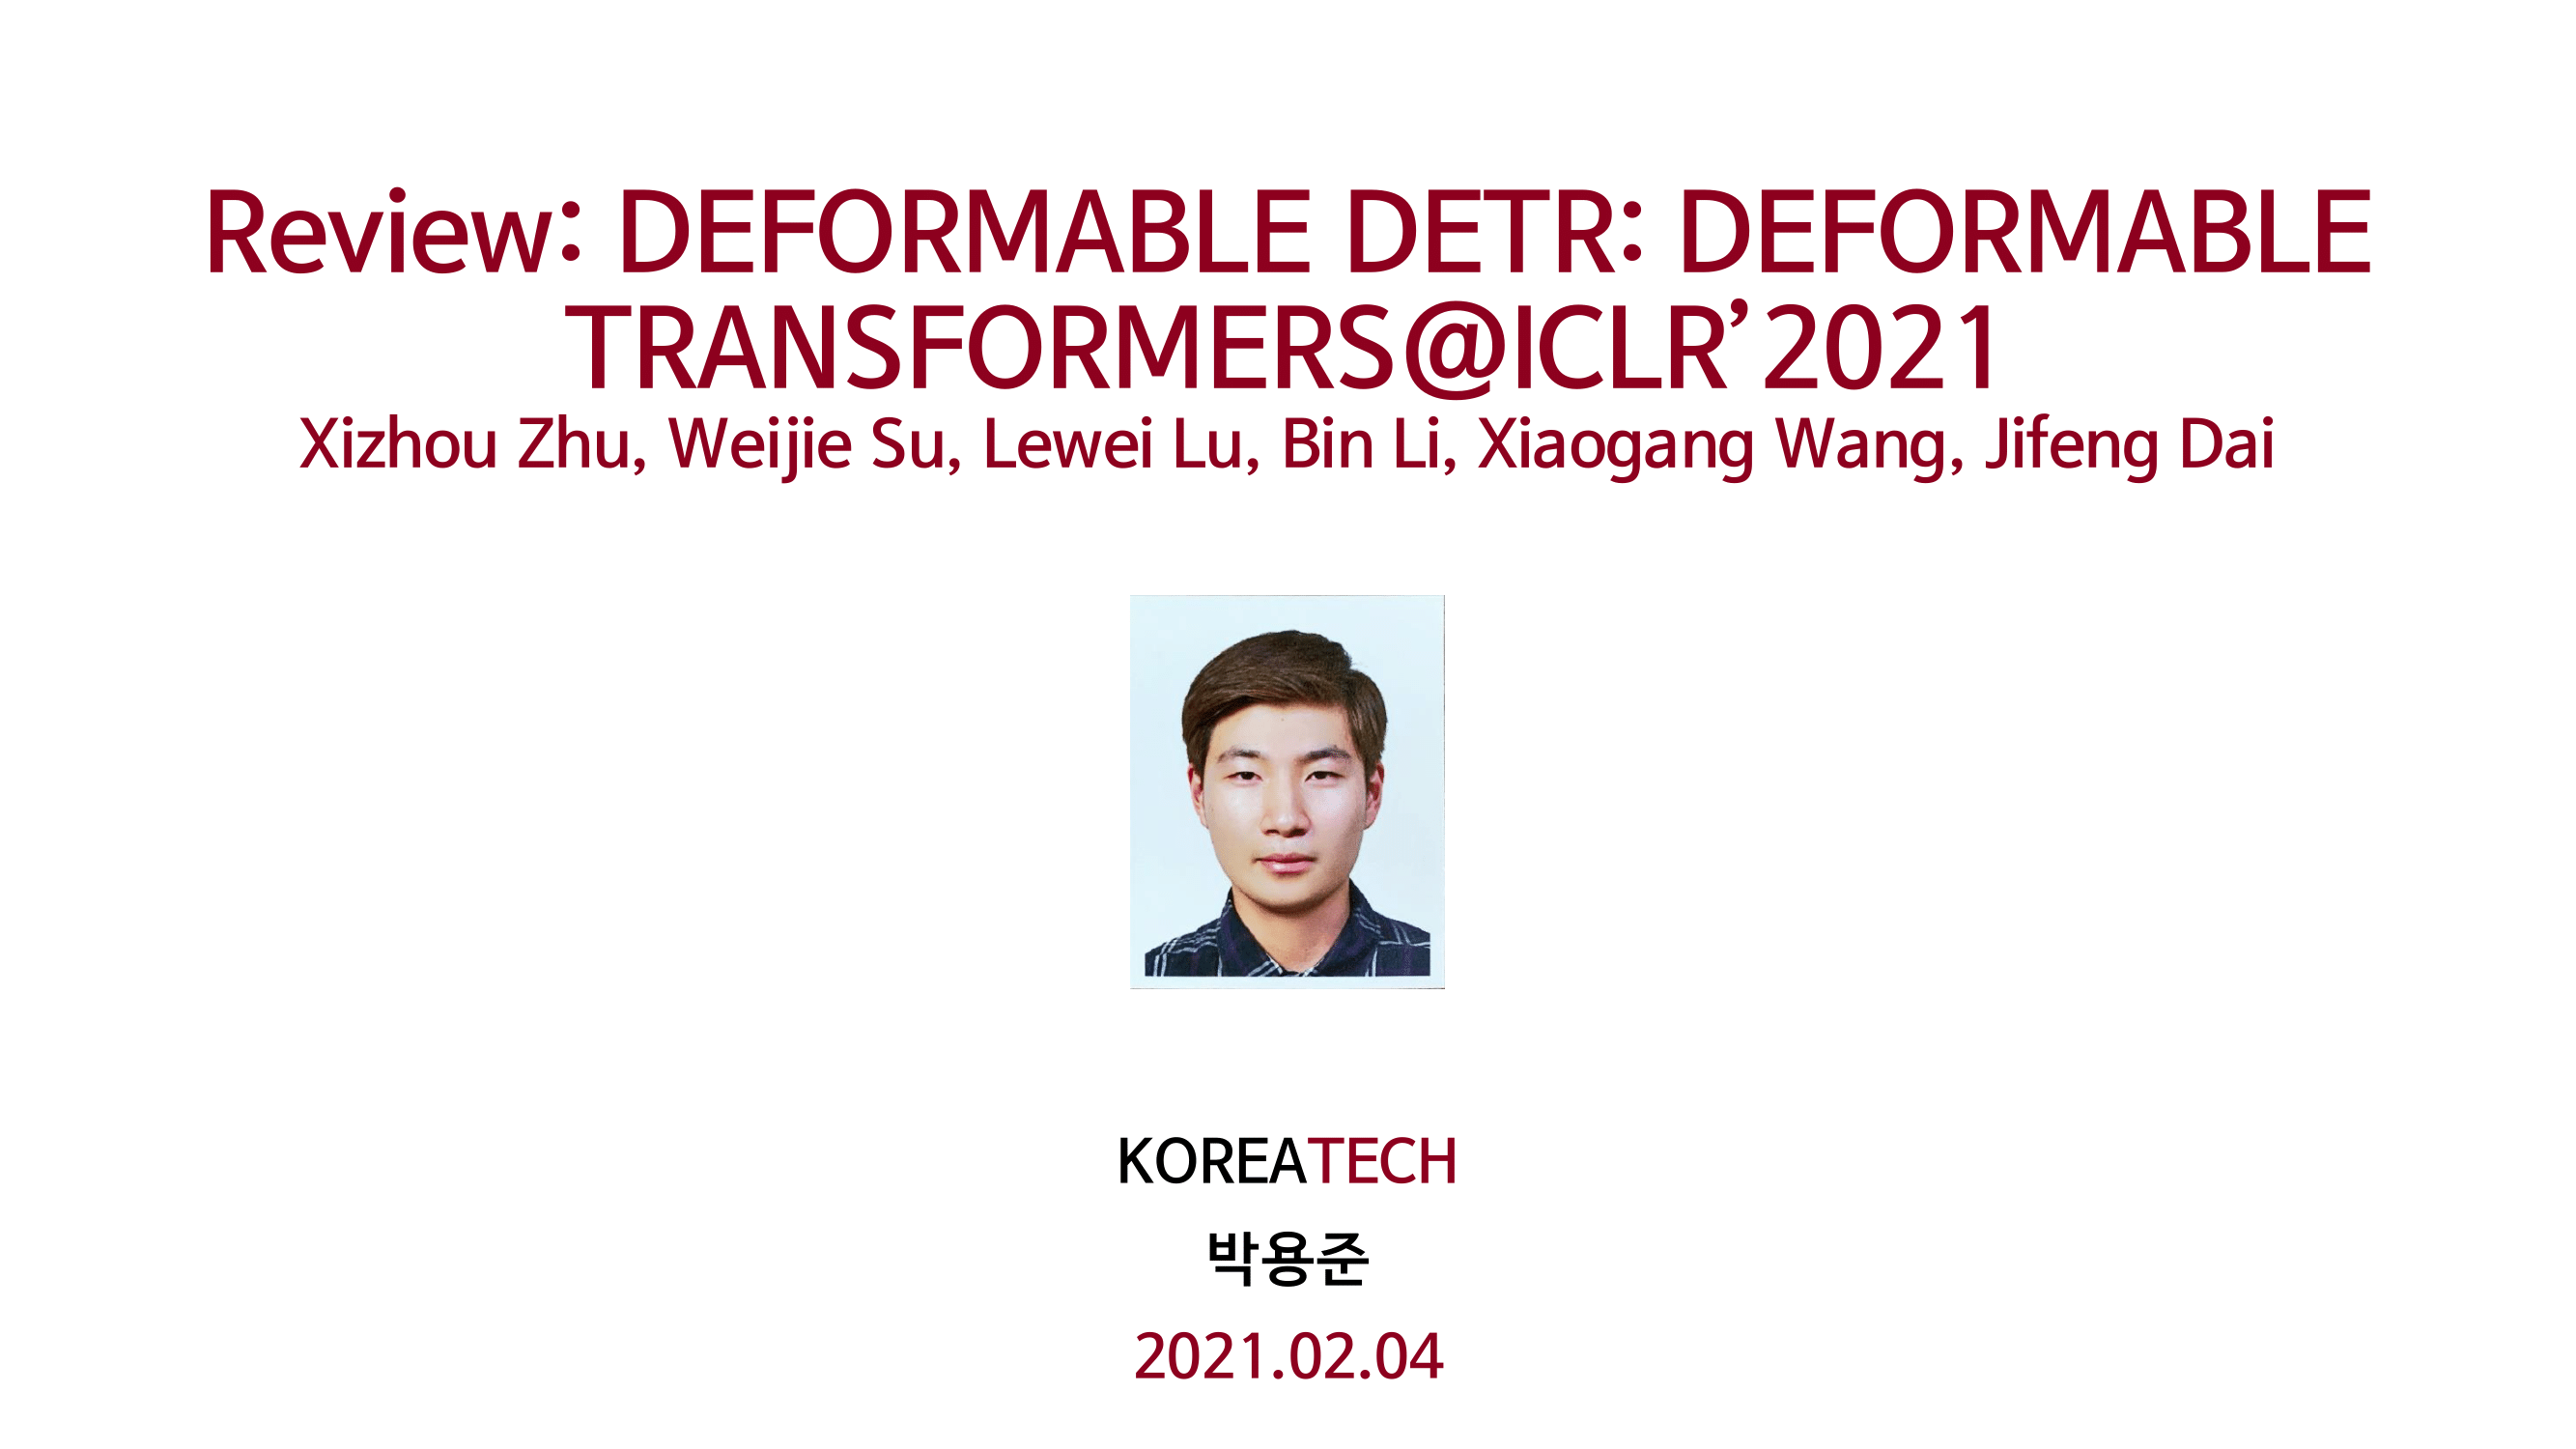 Review: DEFORMABLE DETR: DEFORMABLE
TRANSFORMERS@ICLR’2021
Xizhou Zhu, Weijie Su, Lewei Lu, Bin Li, Xiaogang Wang, Jifeng Dai
KOREATECH
박용준
2021.02.04